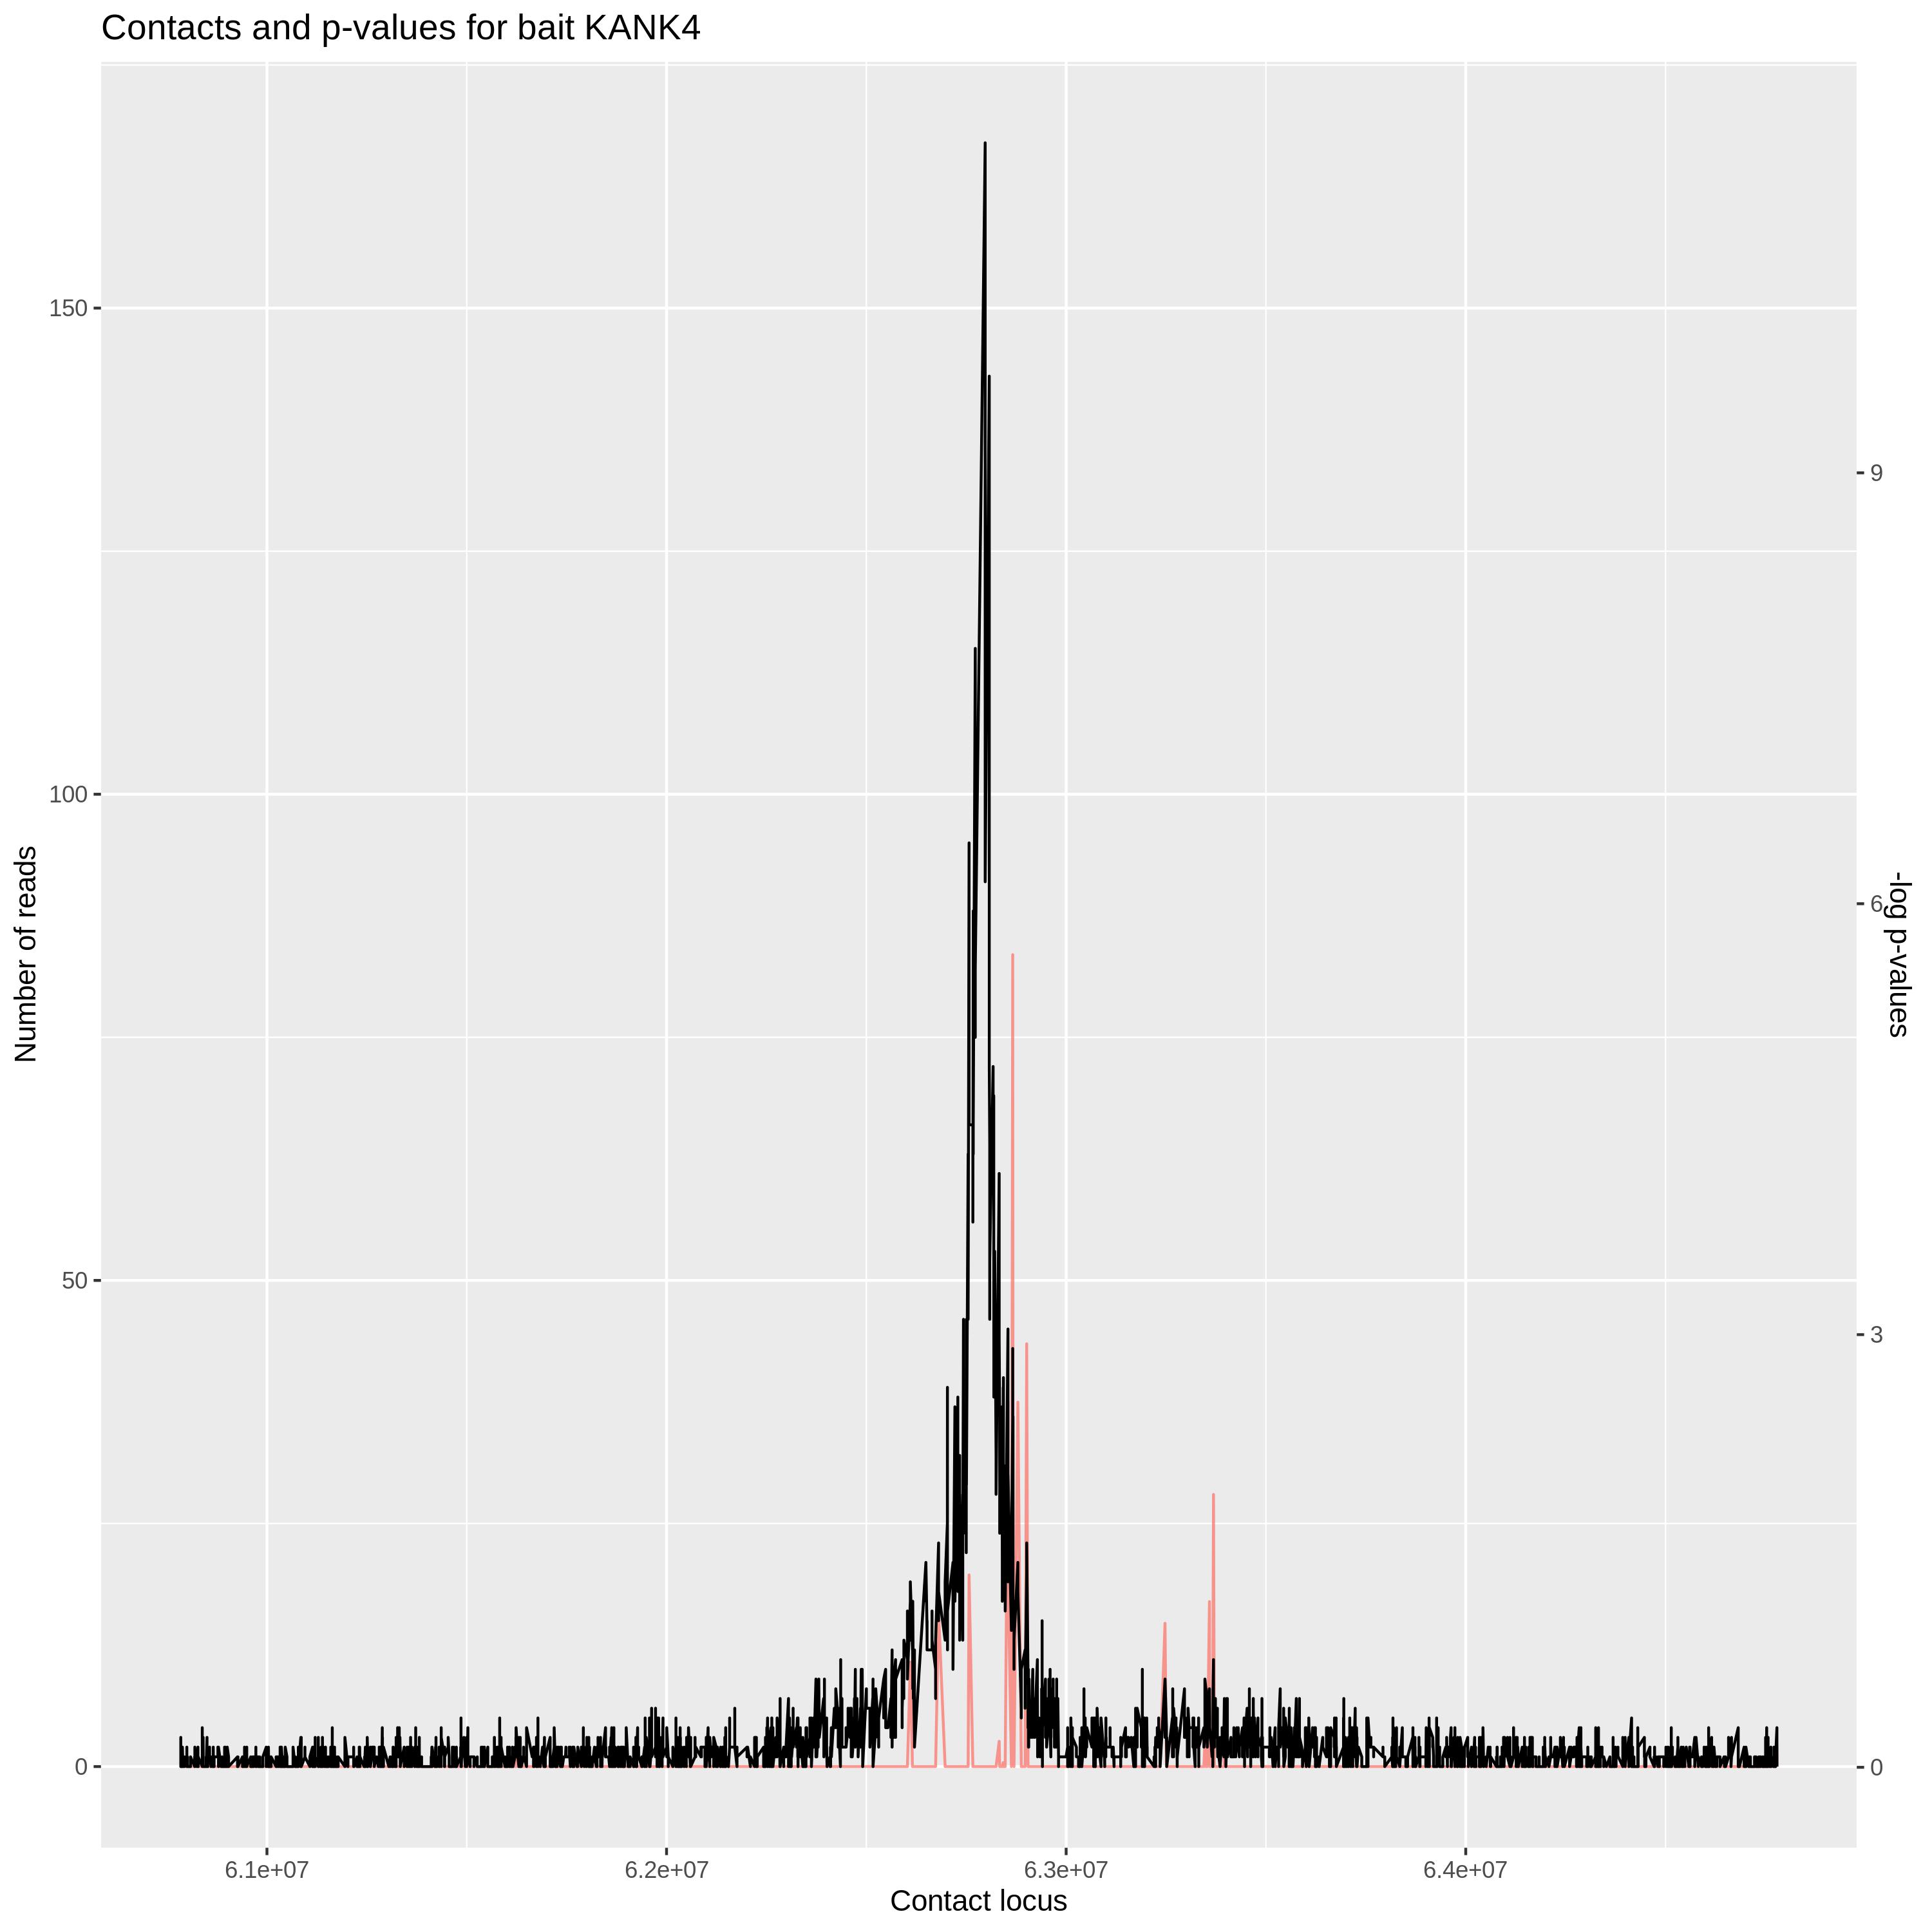 Contacts and p-values for bait KANK4
150
100
50
0
Number of reads
9
6
3
0
-log p-values
6.1e+07 6.2e+07 6.3e+07 6.4e+07
Contact locus